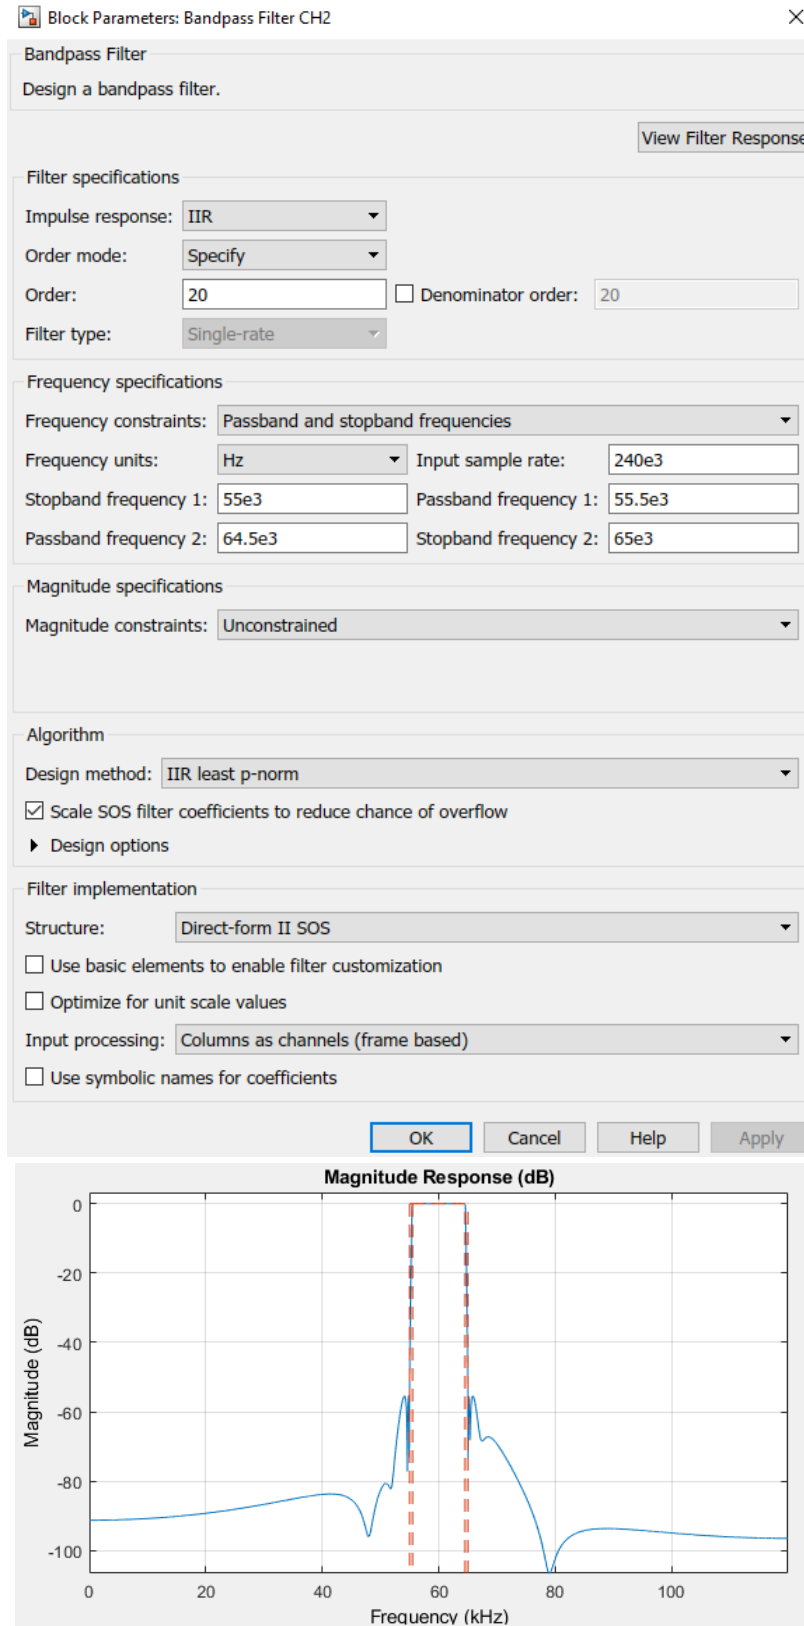 Block Parameters: Bandpass Filter CH2
Bandpass Filter
Design a bandpass filter.
View Filter Response
Filter specifications
Impulse response: IIR
Order mode: Specify
Order: 20 Denominator order: 20
Filter type: Single-rate
Frequency specifications
Frequency constraints: Passband and stopband frequencies
Frequency units: Hz Input sample rate: 240e3
Stopband frequency 1: 55e3 Passband frequency 1: 55.5e3
Passband frequency 2: 64.5e3 Stopband frequency 2: 65e3
Magnitude specifications
Magnitude constraints: Unconstrained
Algorithm
Design method: IIR least p-norm
Scale SOS filter coefficients to reduce chance of overflow
Design options
Filter implementation
Structure: Direct-form II SOS
Use basic elements to enable filter customization
Optimize for unit scale values
Input processing: Columns as channels (frame based)
Use symbolic names for coefficients
OK Cancel Help Apply
Magnitude Response (dB)
Magnitude (dB)
0
-20
-40
-60
-80
-100
0 20 40 60 80 100
Frequency (kHz)